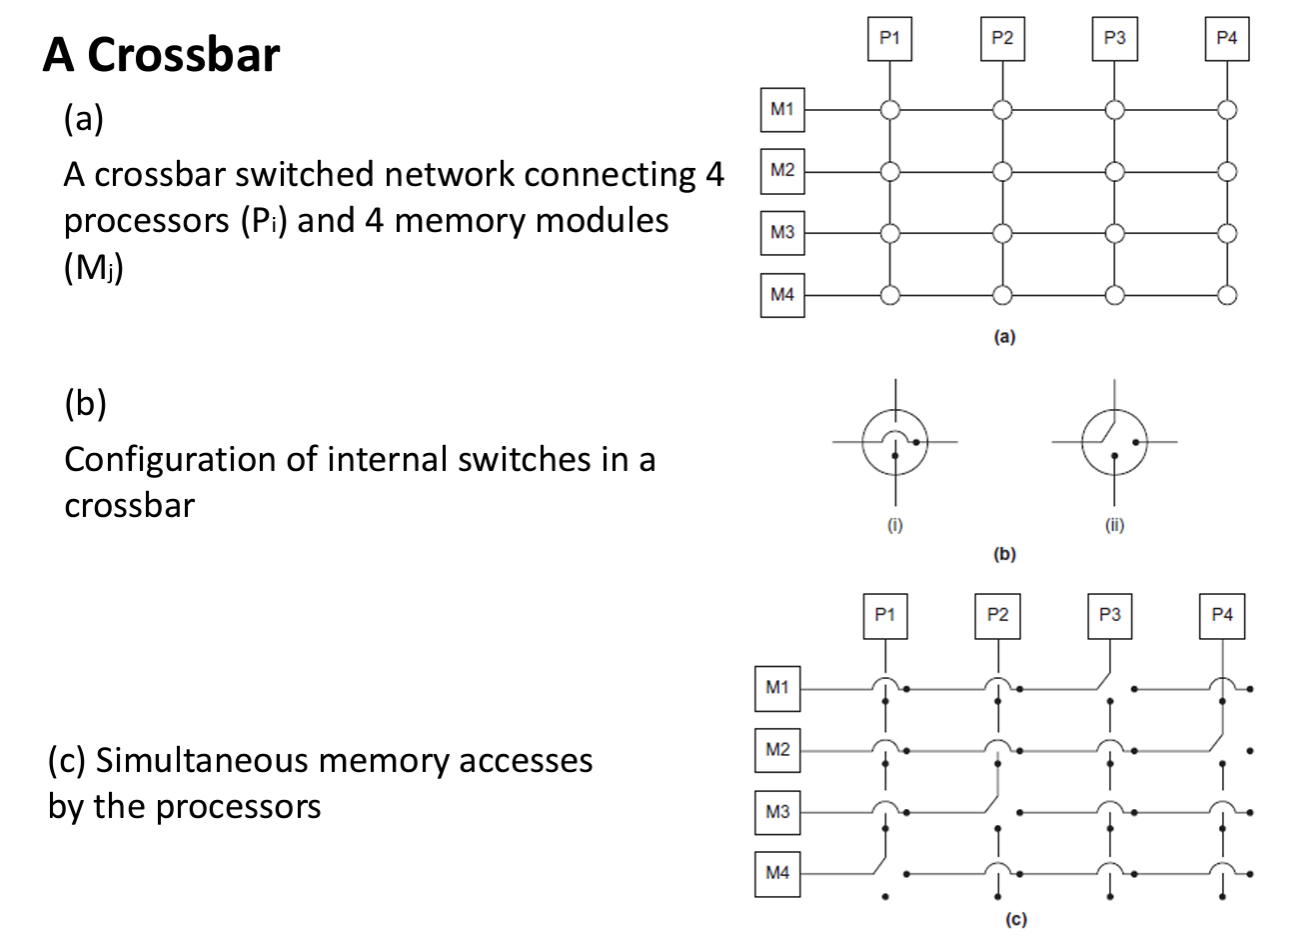 A Crossbar
(a)
A crossbar switched network connecting 4
processors (Pi) and 4 memory modules
(Mj)
P1 P2 P3 P4
M1
M2
M3
M4
(a)
(b)
Configuration of internal switches in a
crossbar
(i) (ii)
(b)
(c) Simultaneous memory accesses
by the processors
P1 P2 P3 P4
M1
M2
M3
M4
(c)